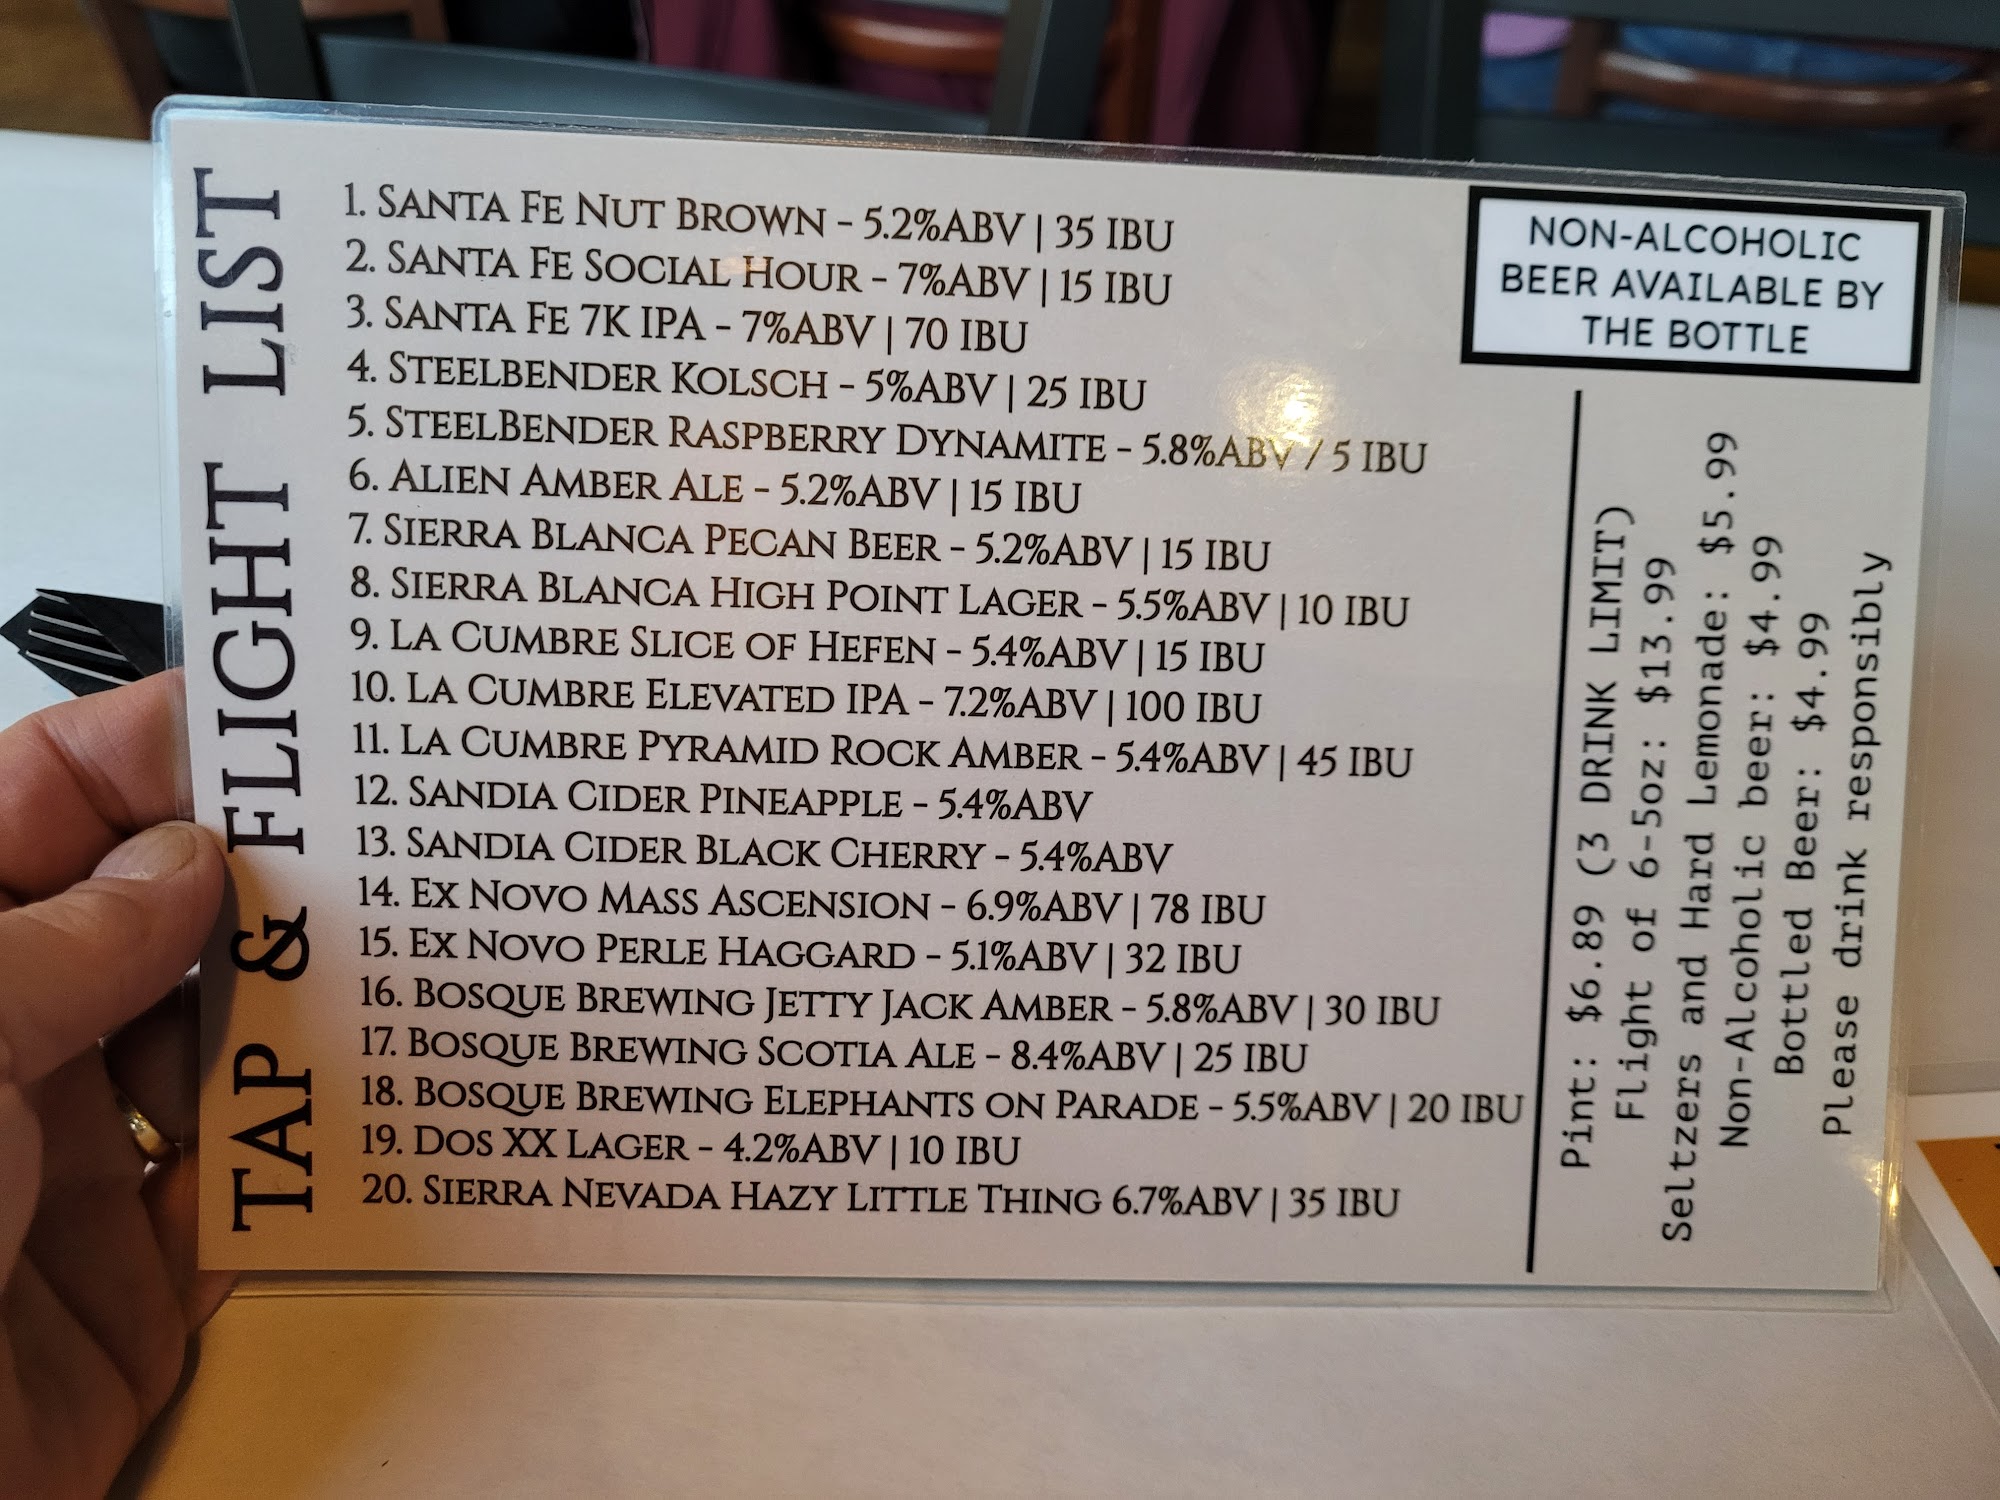 TAP & FLIGHT LIST
1. Santa Fe Nut Brown - 5.2%ABV | 35 IBU
2. Santa Fe Social Hour - 7%ABV | 15 IBU
3. Santa Fe 7K IPA - 7%ABV | 70 IBU
4. Steelbender Kolsch - 5%ABV | 25 IBU
5. SteelBender Raspberry Dynamite - 5.8%ABV / 5 IBU
6. Alien Amber Ale - 5.2%ABV | 15 IBU
7. Sierra Blanca Pecan Beer - 5.2%ABV | 15 IBU
8. Sierra Blanca High Point Lager - 5.5%ABV | 10 IBU
9. La Cumbre Slice of Hefen - 5.4%ABV | 15 IBU
10. La Cumbre Elevated IPA - 7.2%ABV | 100 IBU
11. La Cumbre Pyramid Rock Amber - 5.4%ABV | 45 IBU
12. Sandia Cider Pineapple - 5.4%ABV
13. Sandia Cider Black Cherry - 5.4%ABV
14. Ex Novo Mass Ascension - 6.9%ABV | 78 IBU
15. Ex Novo Perle Haggard - 5.1%ABV | 32 IBU
16. Bosque Brewing Jetty Jack Amber - 5.8%ABV | 30 IBU
17. Bosque Brewing Scotia Ale - 8.4%ABV | 25 IBU
18. Bosque Brewing Elephants on Parade - 5.5%ABV | 20 IBU
19. Dos XX Lager - 4.2%ABV | 10 IBU
20. Sierra Nevada Hazy Little Thing 6.7%ABV | 35 IBU
NON-ALCOHOLIC
BEER AVAILABLE BY
THE BOTTLE
Pint: $6.89 (3 DRINK LIMIT)
Flight of 6-5oz: $13.99
Seltzers and Hard Lemonade: $5.99
Non-Alcoholic beer: $4.99
Bottled Beer: $4.99
Please drink responsibly